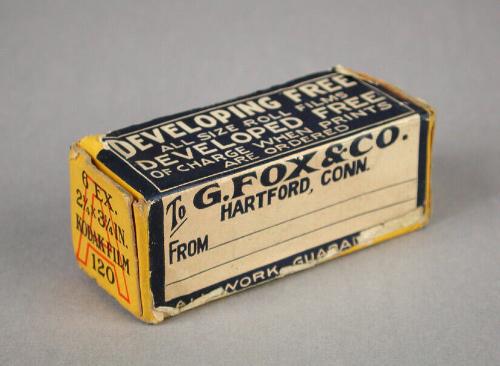 DEVELOPING FREE
ALL SIZE ROLL FILMS
DEVELOPED FREE
OF CHARGE WHEN PRINTS
ARE ORDERED
To G. FOX & CO.
HARTFORD, CONN.
FROM
ALL WORK GUARAN
6 EX.
2¼ x 3¼ IN.
KODAK FILM
120